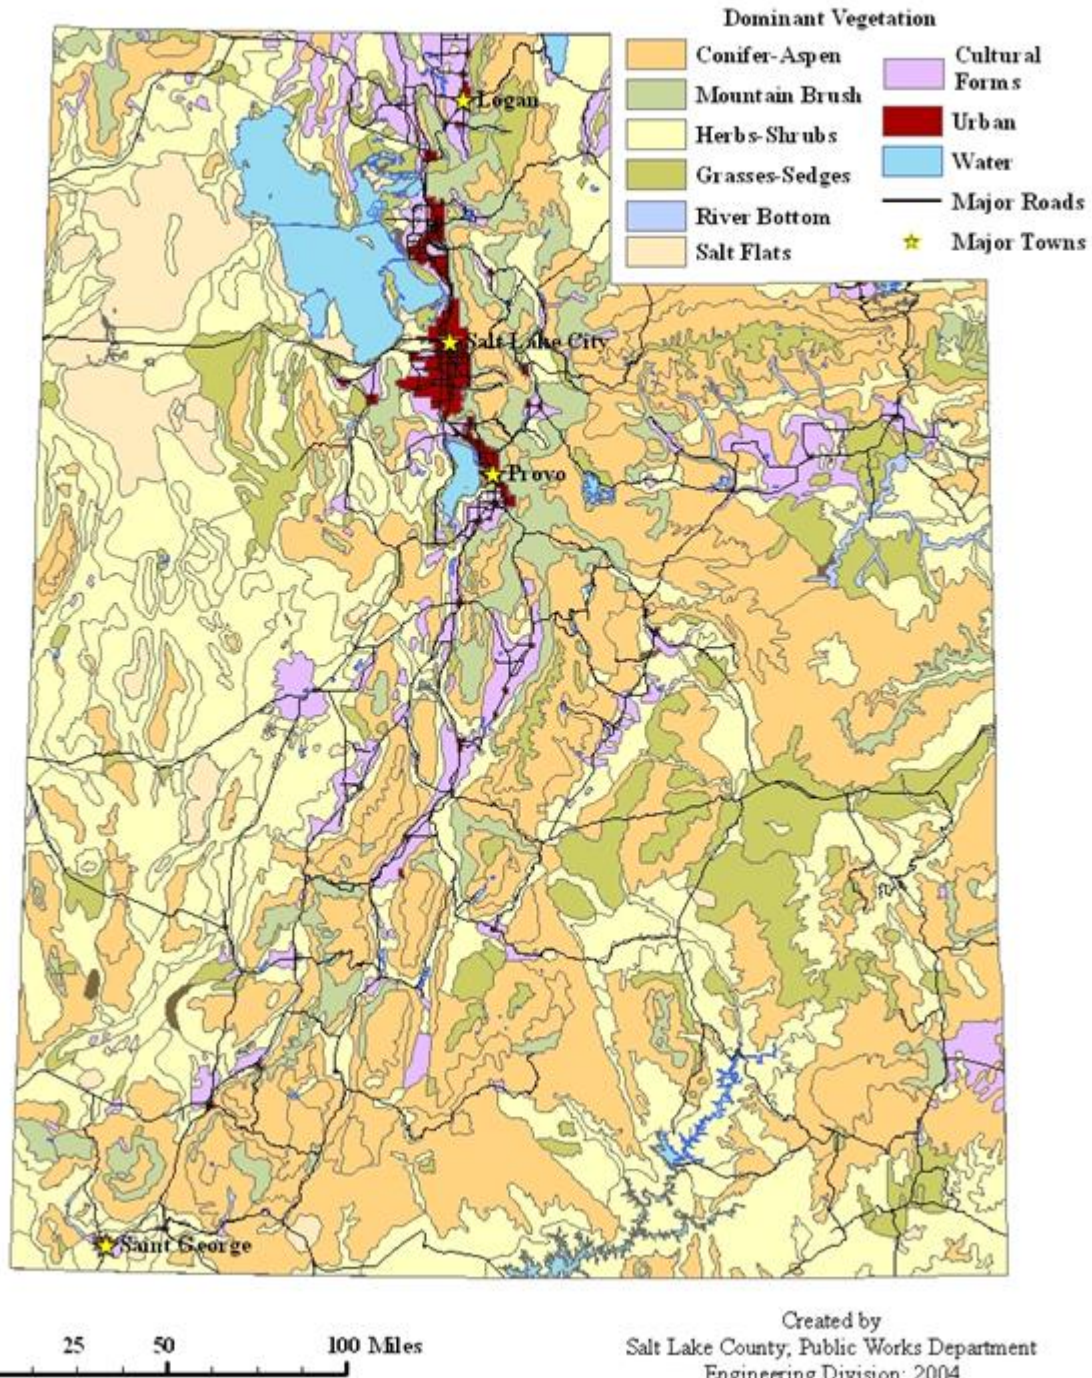 Dominant Vegetation
Conifer-Aspen
Mountain Brush
Herbs-Shrubs
Grasses-Sedges
River Bottom
Salt Flats
Cultural
Forms
Urban
Water
Major Roads
Major Towns
Logan
Salt Lake City
Provo
Saint George
25 50 100 Miles
Created by
Salt Lake County, Public Works Department
Engineering Division: 2004